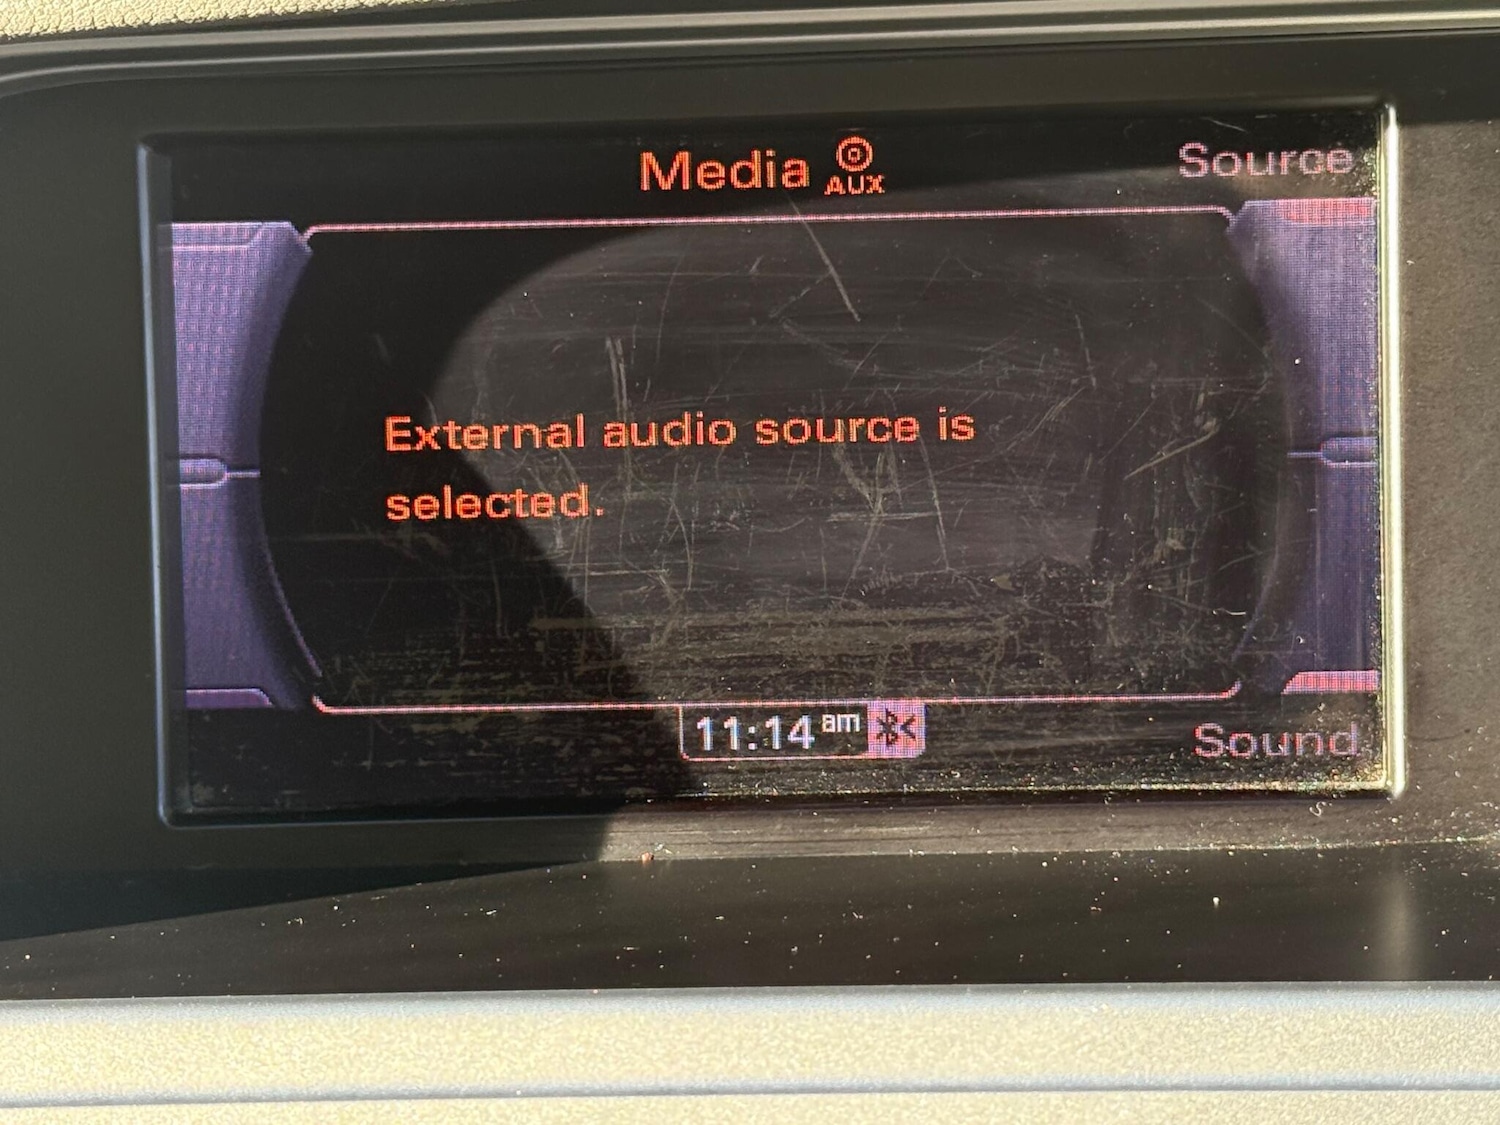 Media AUX
Source
External audio source is
selected.
11:14 am
Sound